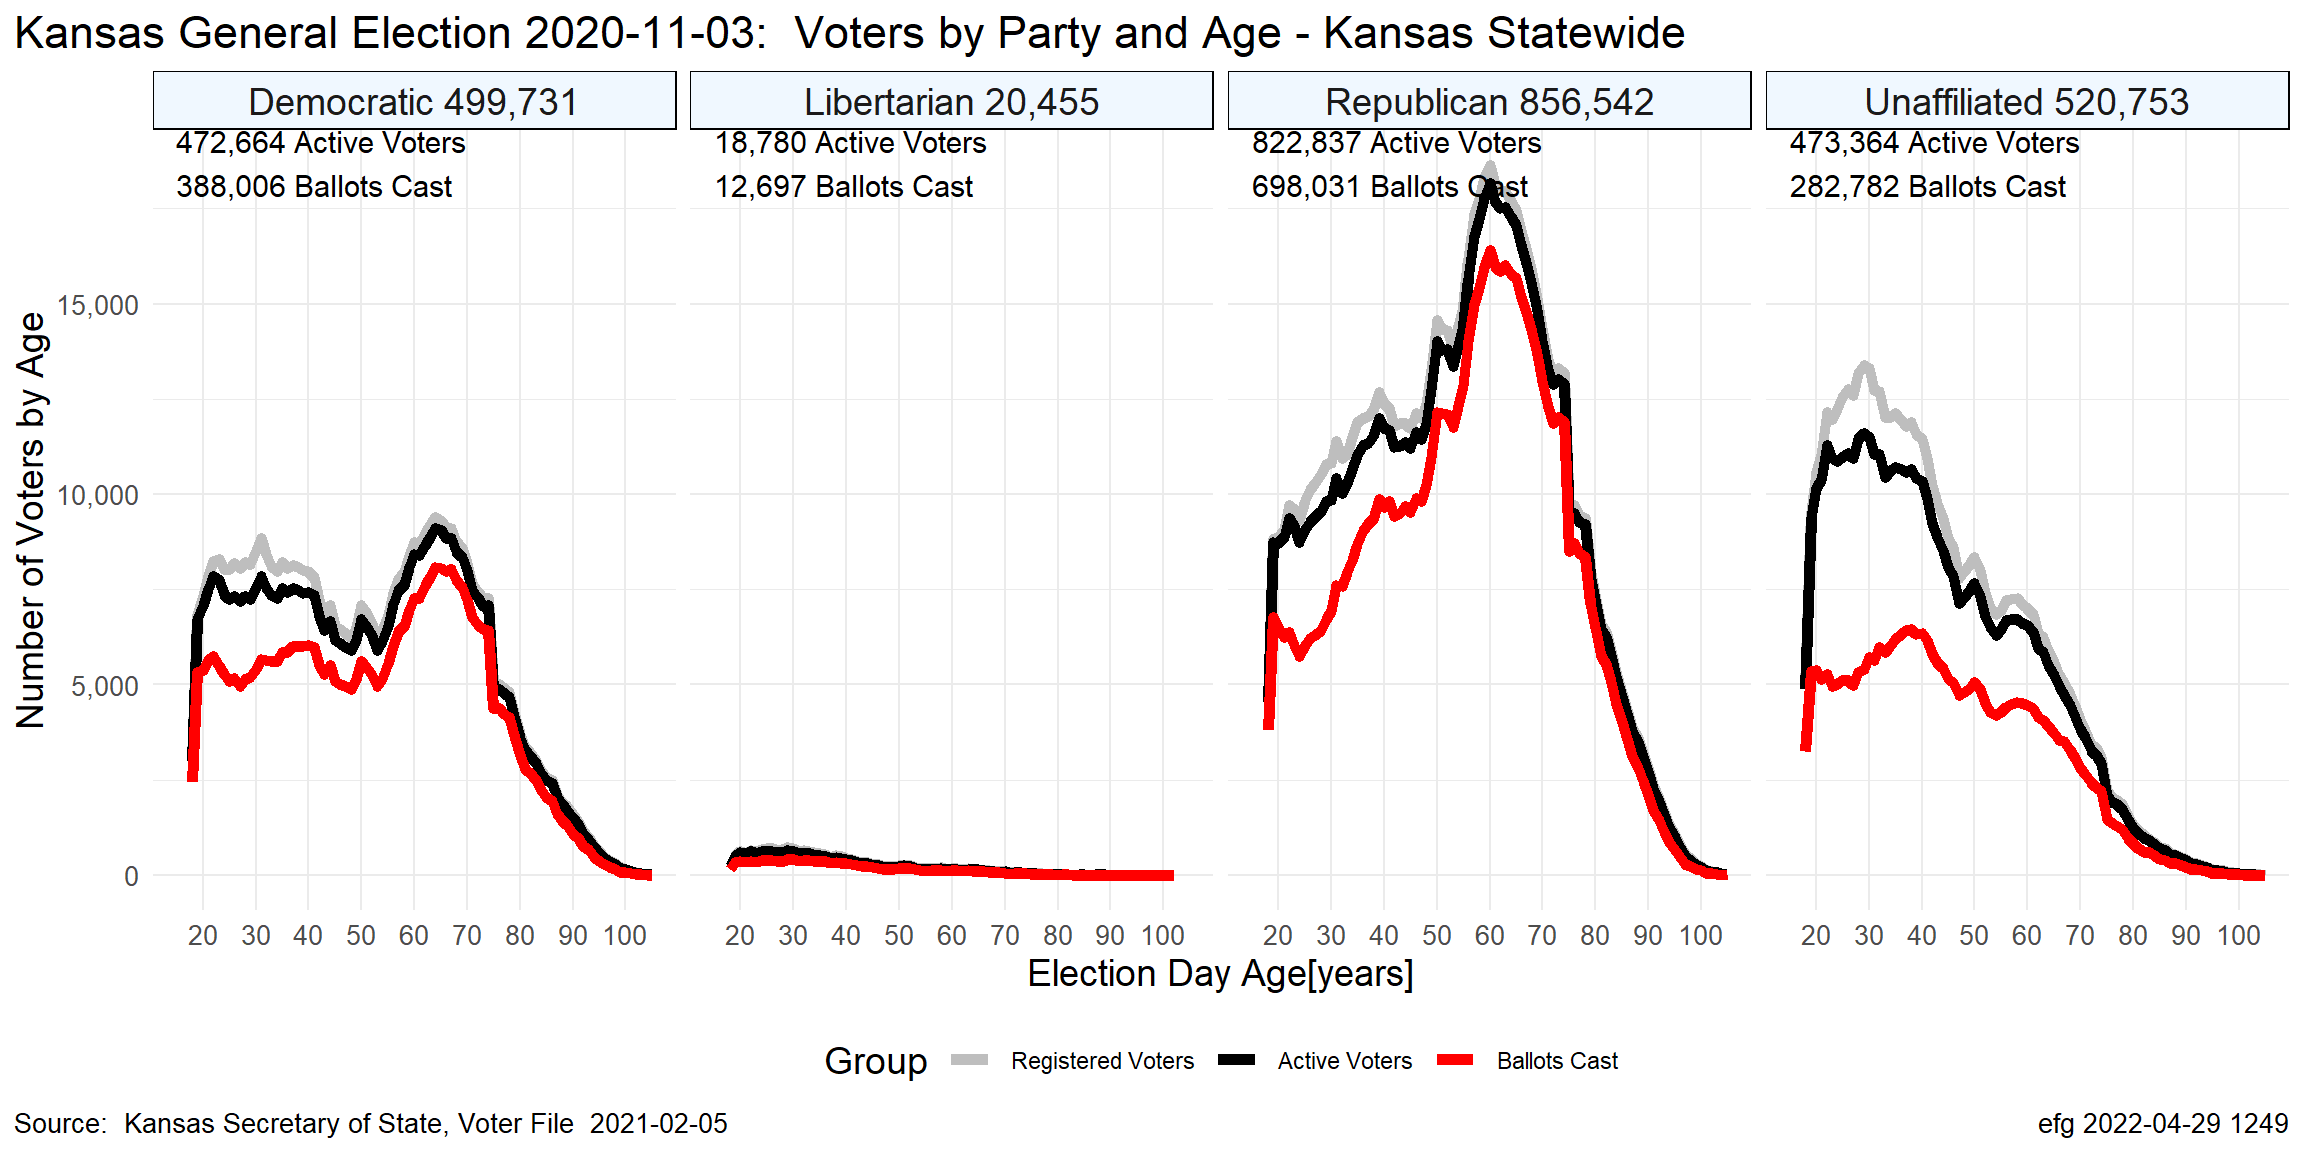 Kansas General Election 2020-11-03:  Voters by Party and Age - Kansas Statewide
Democratic 499,731
472,664 Active Voters
388,006 Ballots Cast
Libertarian 20,455
18,780 Active Voters
12,697 Ballots Cast
Republican 856,542
822,837 Active Voters
698,031 Ballots Cast
Unaffiliated 520,753
473,364 Active Voters
282,782 Ballots Cast
Number of Voters by Age
15,000
10,000
5,000
0
20 30 40 50 60 70 80 90 100
20 30 40 50 60 70 80 90 100
20 30 40 50 60 70 80 90 100
20 30 40 50 60 70 80 90 100
Election Day Age[years]
Group Registered Voters Active Voters Ballots Cast
Source:  Kansas Secretary of State, Voter File  2021-02-05
efg 2022-04-29 1249